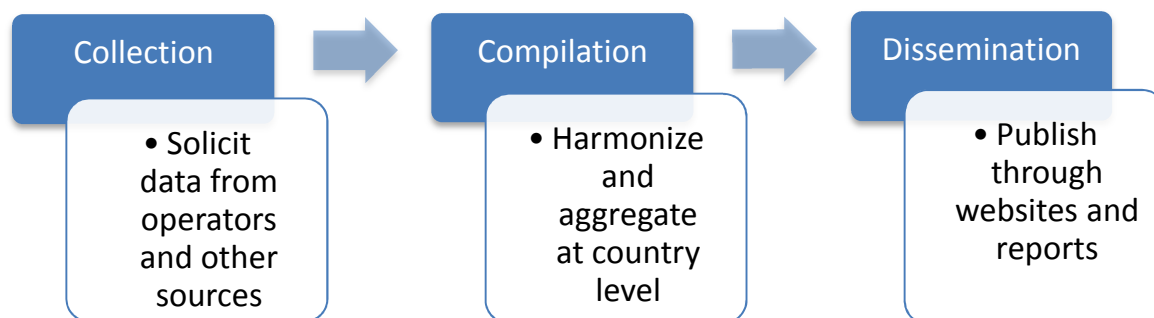 Collection
• Solicit
data from
operators
and other
sources
Compilation
• Harmonize
and
aggregate
at country
level
Dissemination
• Publish
through
websites and
reports